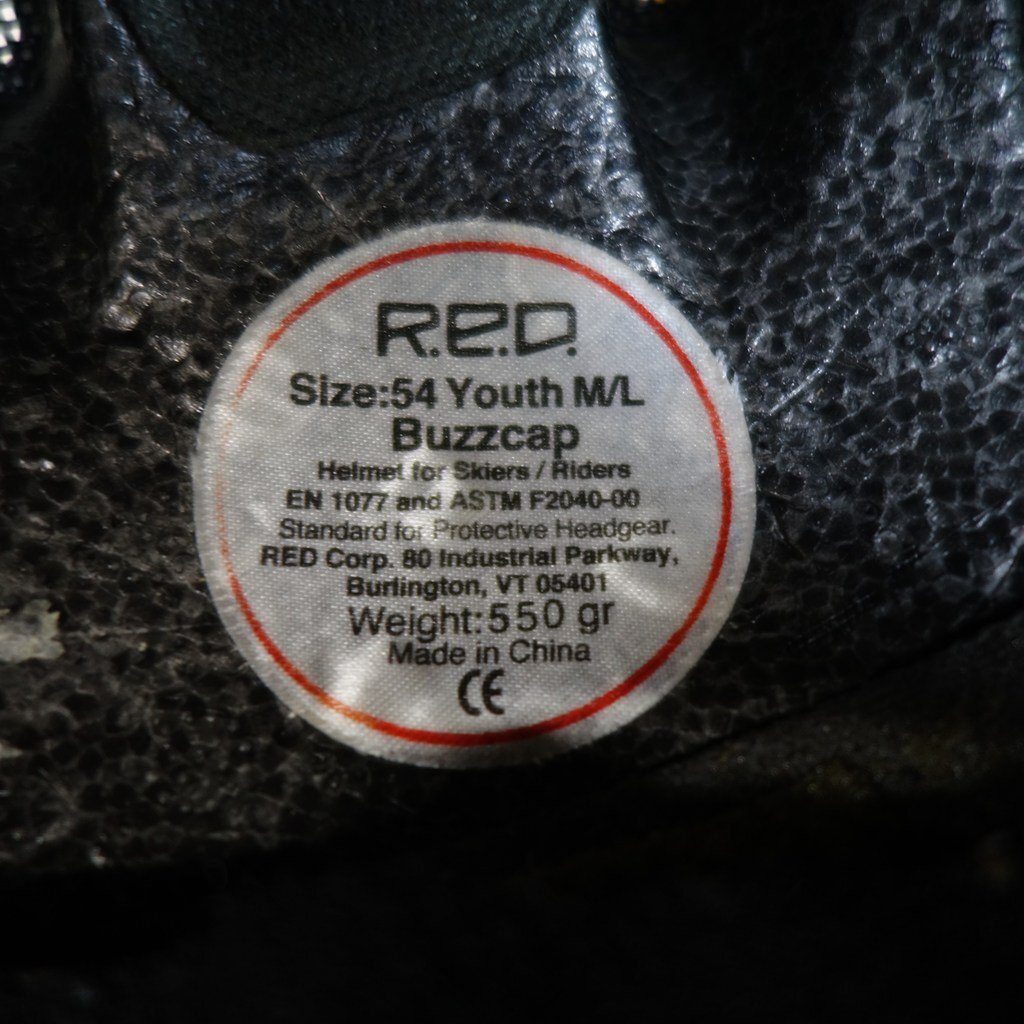 R.E.D.
Size:54 Youth M/L
Buzzcap
Helmet for Skiers / Riders
EN 1077 and ASTM F2040-00
Standard for Protective Headgear.
RED Corp. 80 Industrial Parkway,
Burlington, VT 05401
Weight:550 gr
Made in China
CE